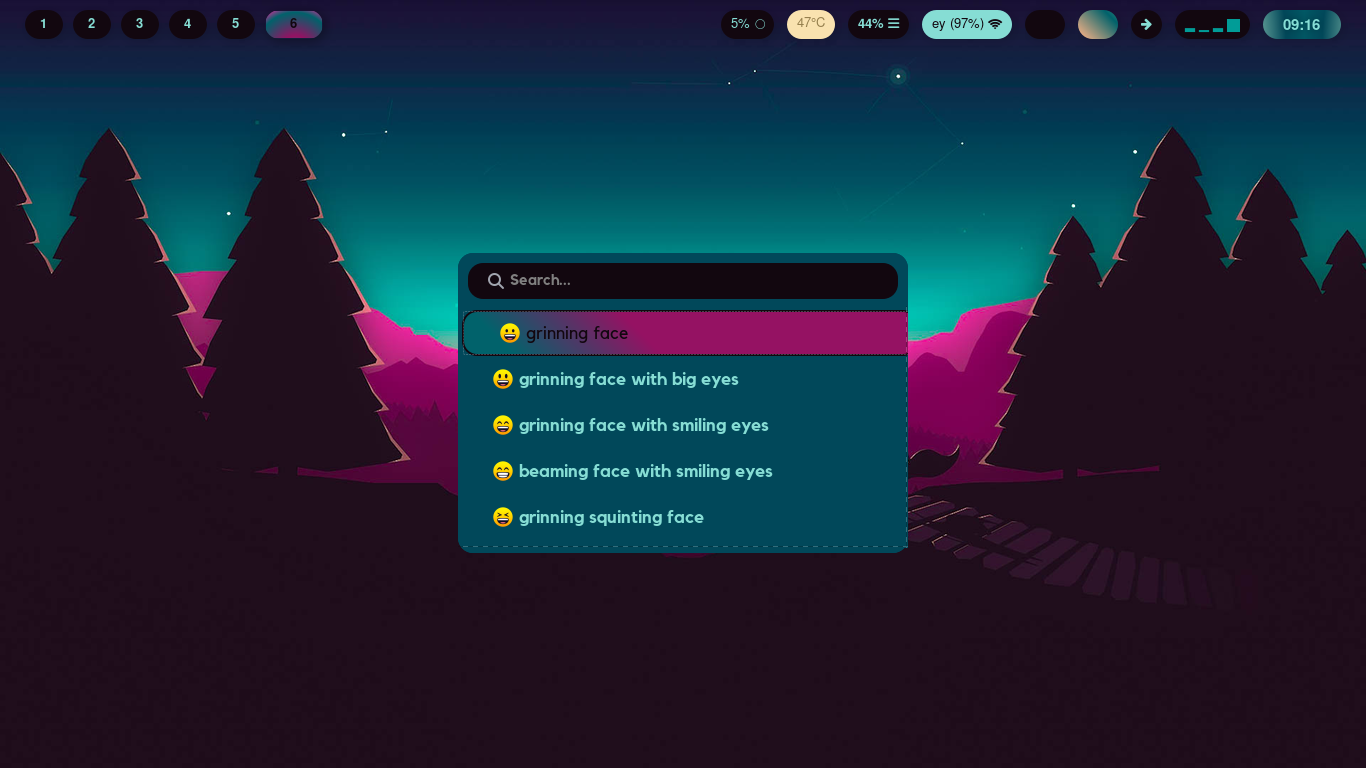 1 2 3 4 5 6 5% 47°C 44% ey (97%) 09:16
Search...
😀 grinning face
😃 grinning face with big eyes
😄 grinning face with smiling eyes
😁 beaming face with smiling eyes
😆 grinning squinting face